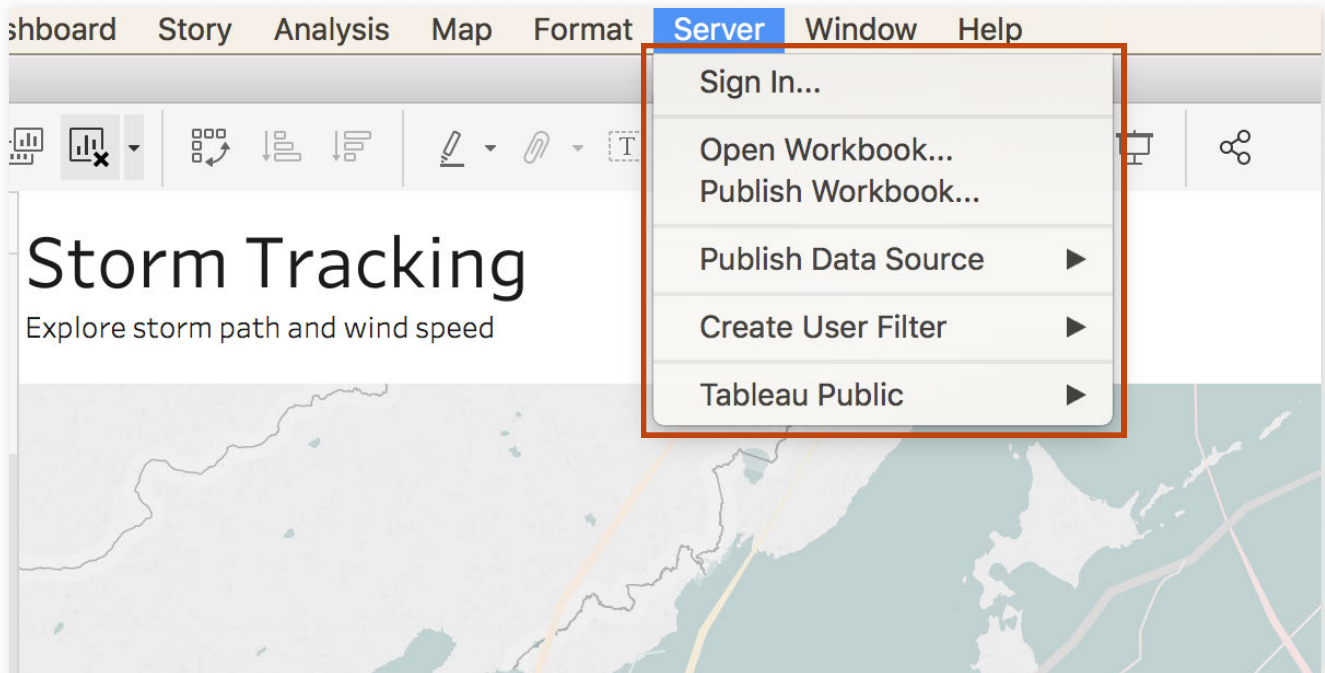 shboard Story Analysis Map Format Server Window Help
Sign In...
T
Open Workbook...
Publish Workbook...
Storm Tracking
Explore storm path and wind speed
Publish Data Source
Create User Filter
Tableau Public